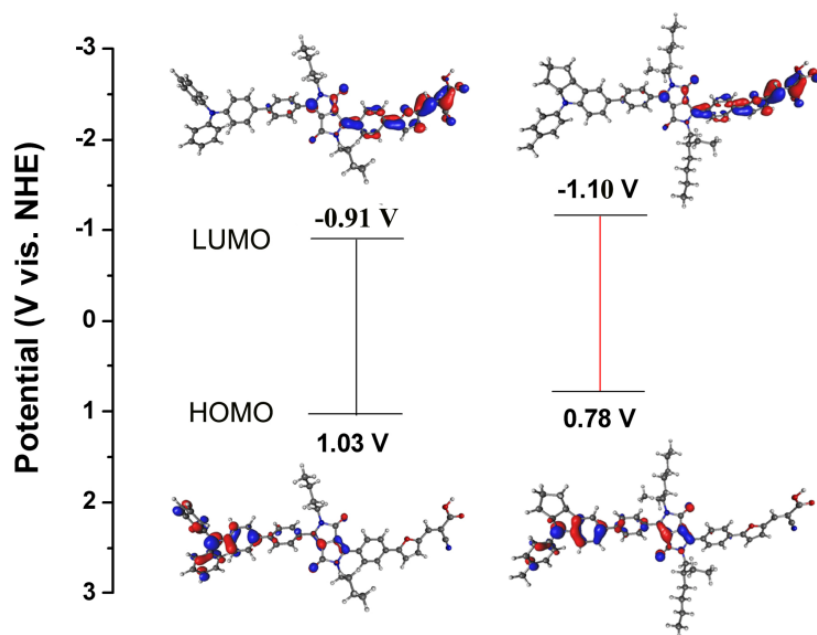 Potential (V vis. NHE)
-3
-2
-1
0
1
2
3
LUMO
-0.91 V
-1.10 V
HOMO
1.03 V
0.78 V